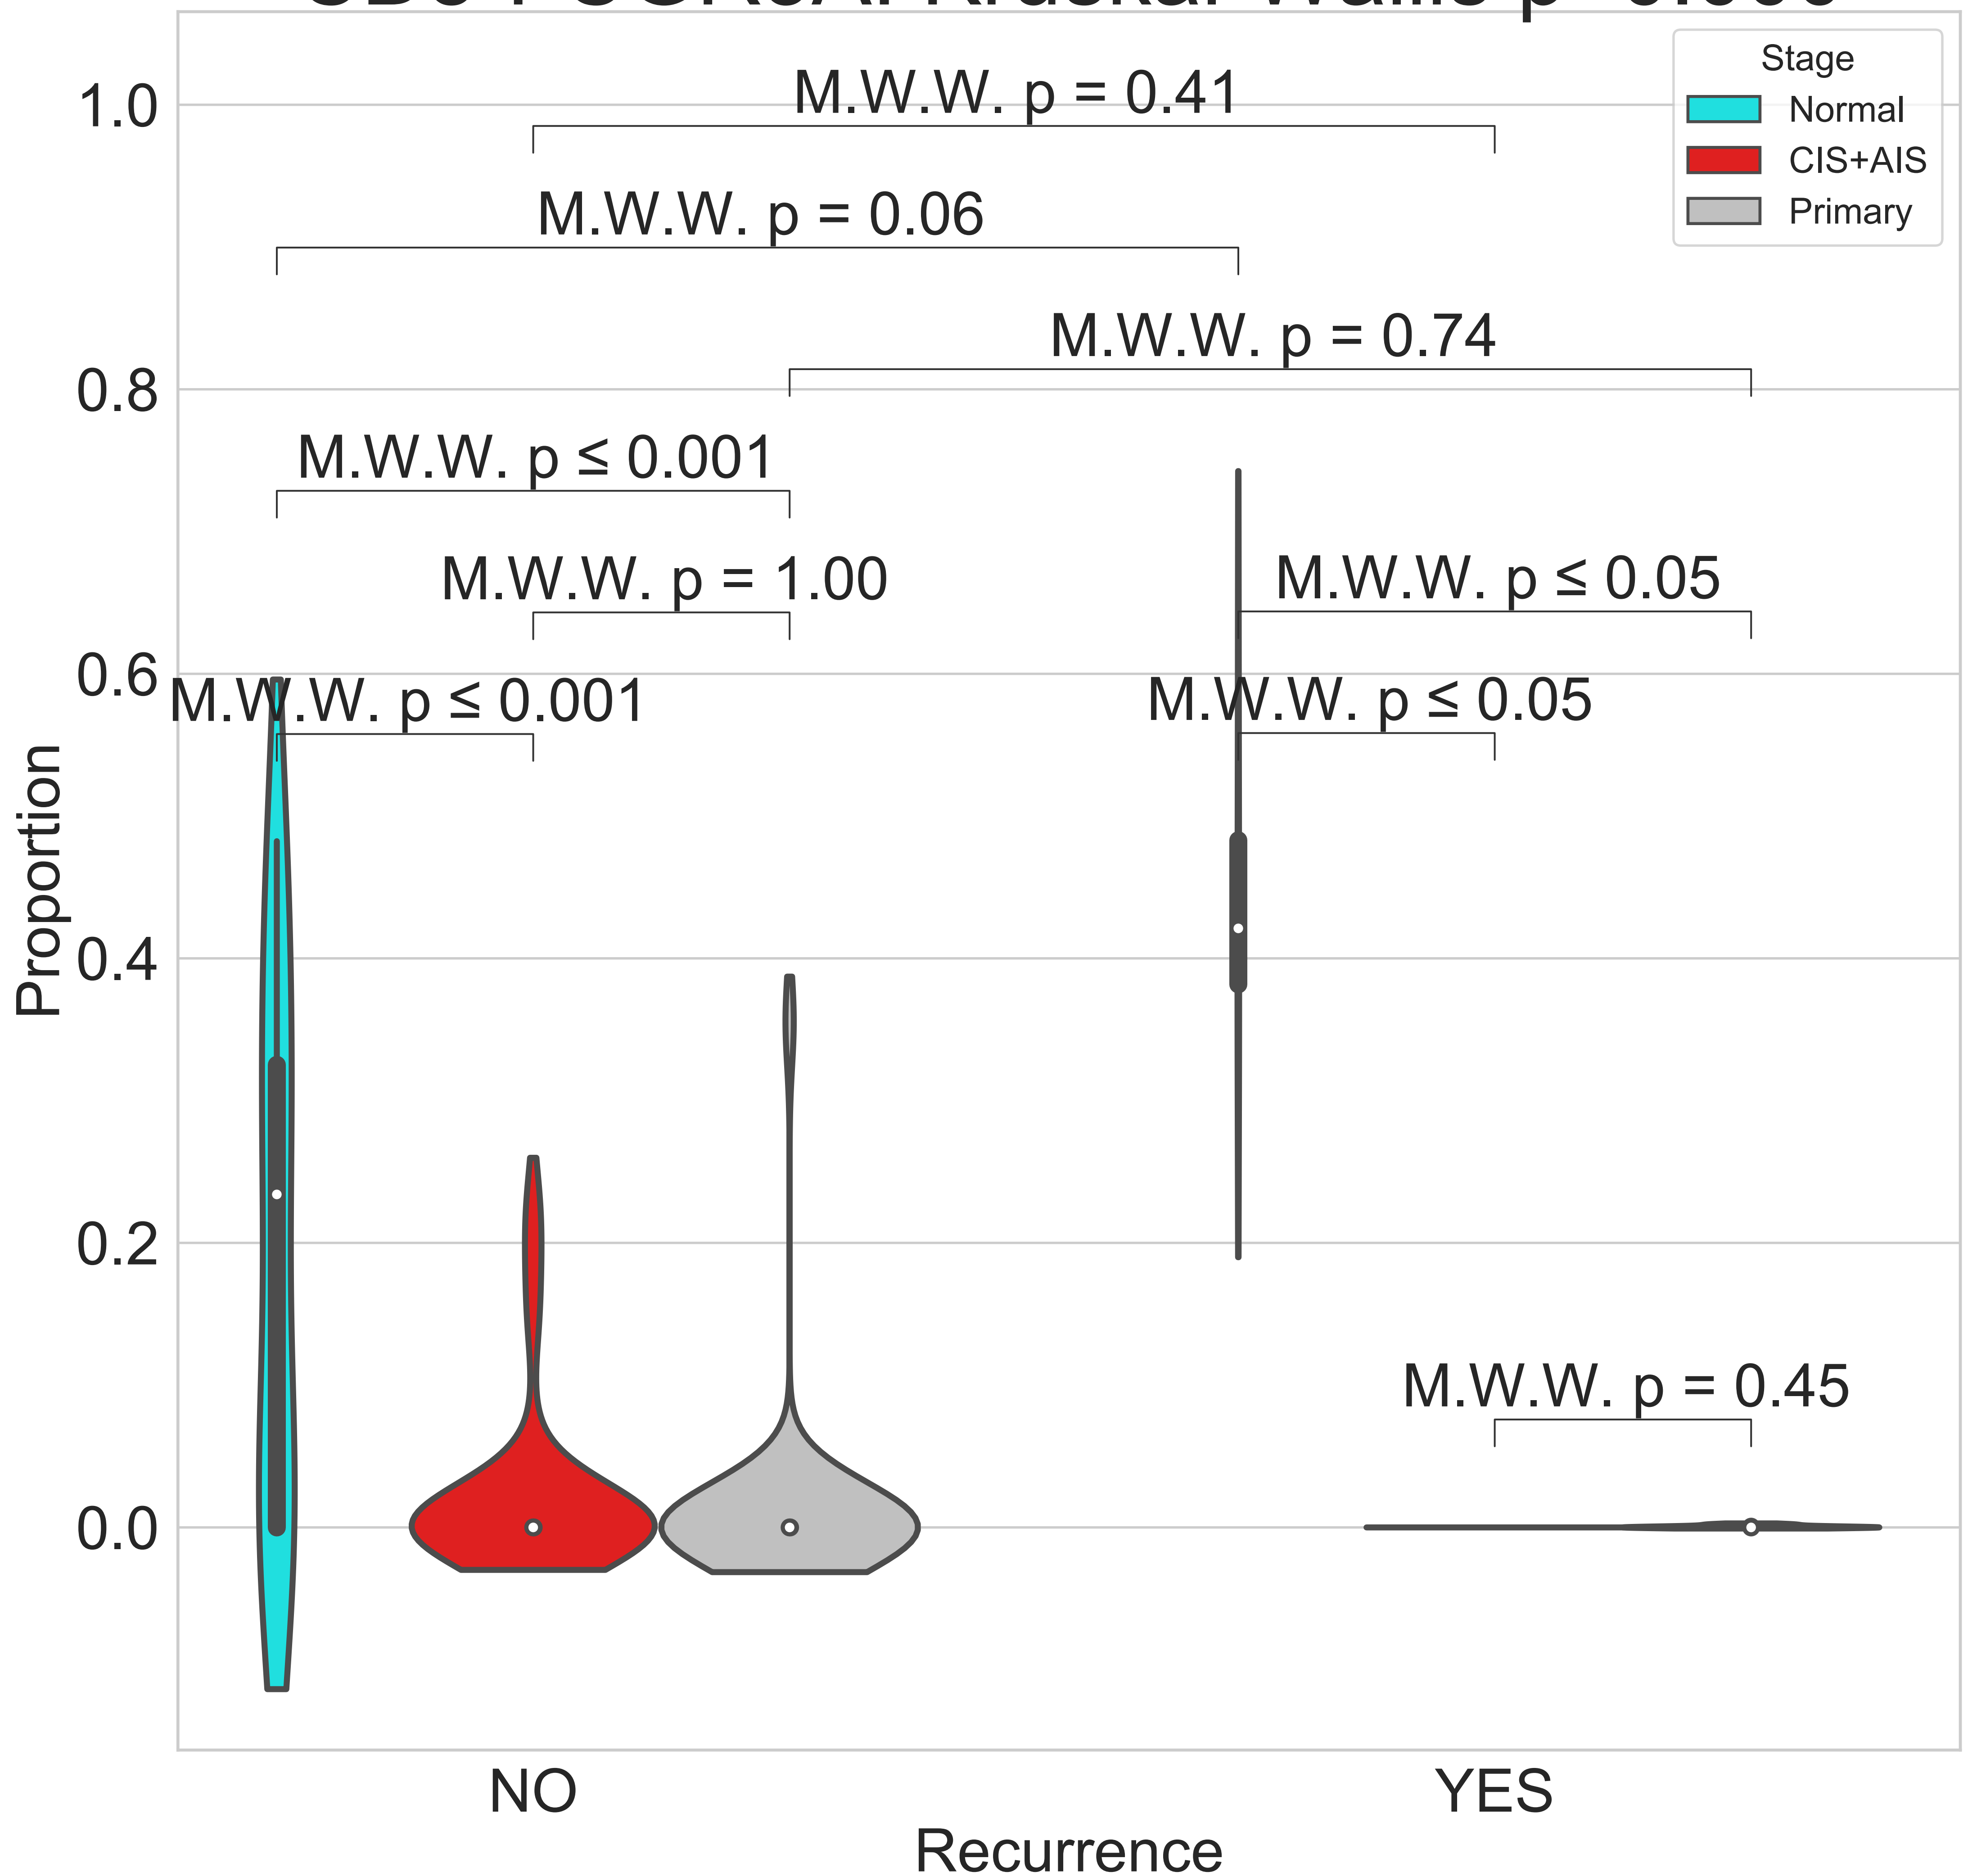 Stage
Normal
CIS+AIS
Primary
M.W.W. p = 0.41
M.W.W. p = 0.06
M.W.W. p = 0.74
M.W.W. p ≤ 0.001
M.W.W. p = 1.00
M.W.W. p ≤ 0.05
M.W.W. p ≤ 0.001
M.W.W. p ≤ 0.05
M.W.W. p = 0.45
1.0
0.8
0.6
0.4
0.2
0.0
Proportion
NO
YES
Recurrence